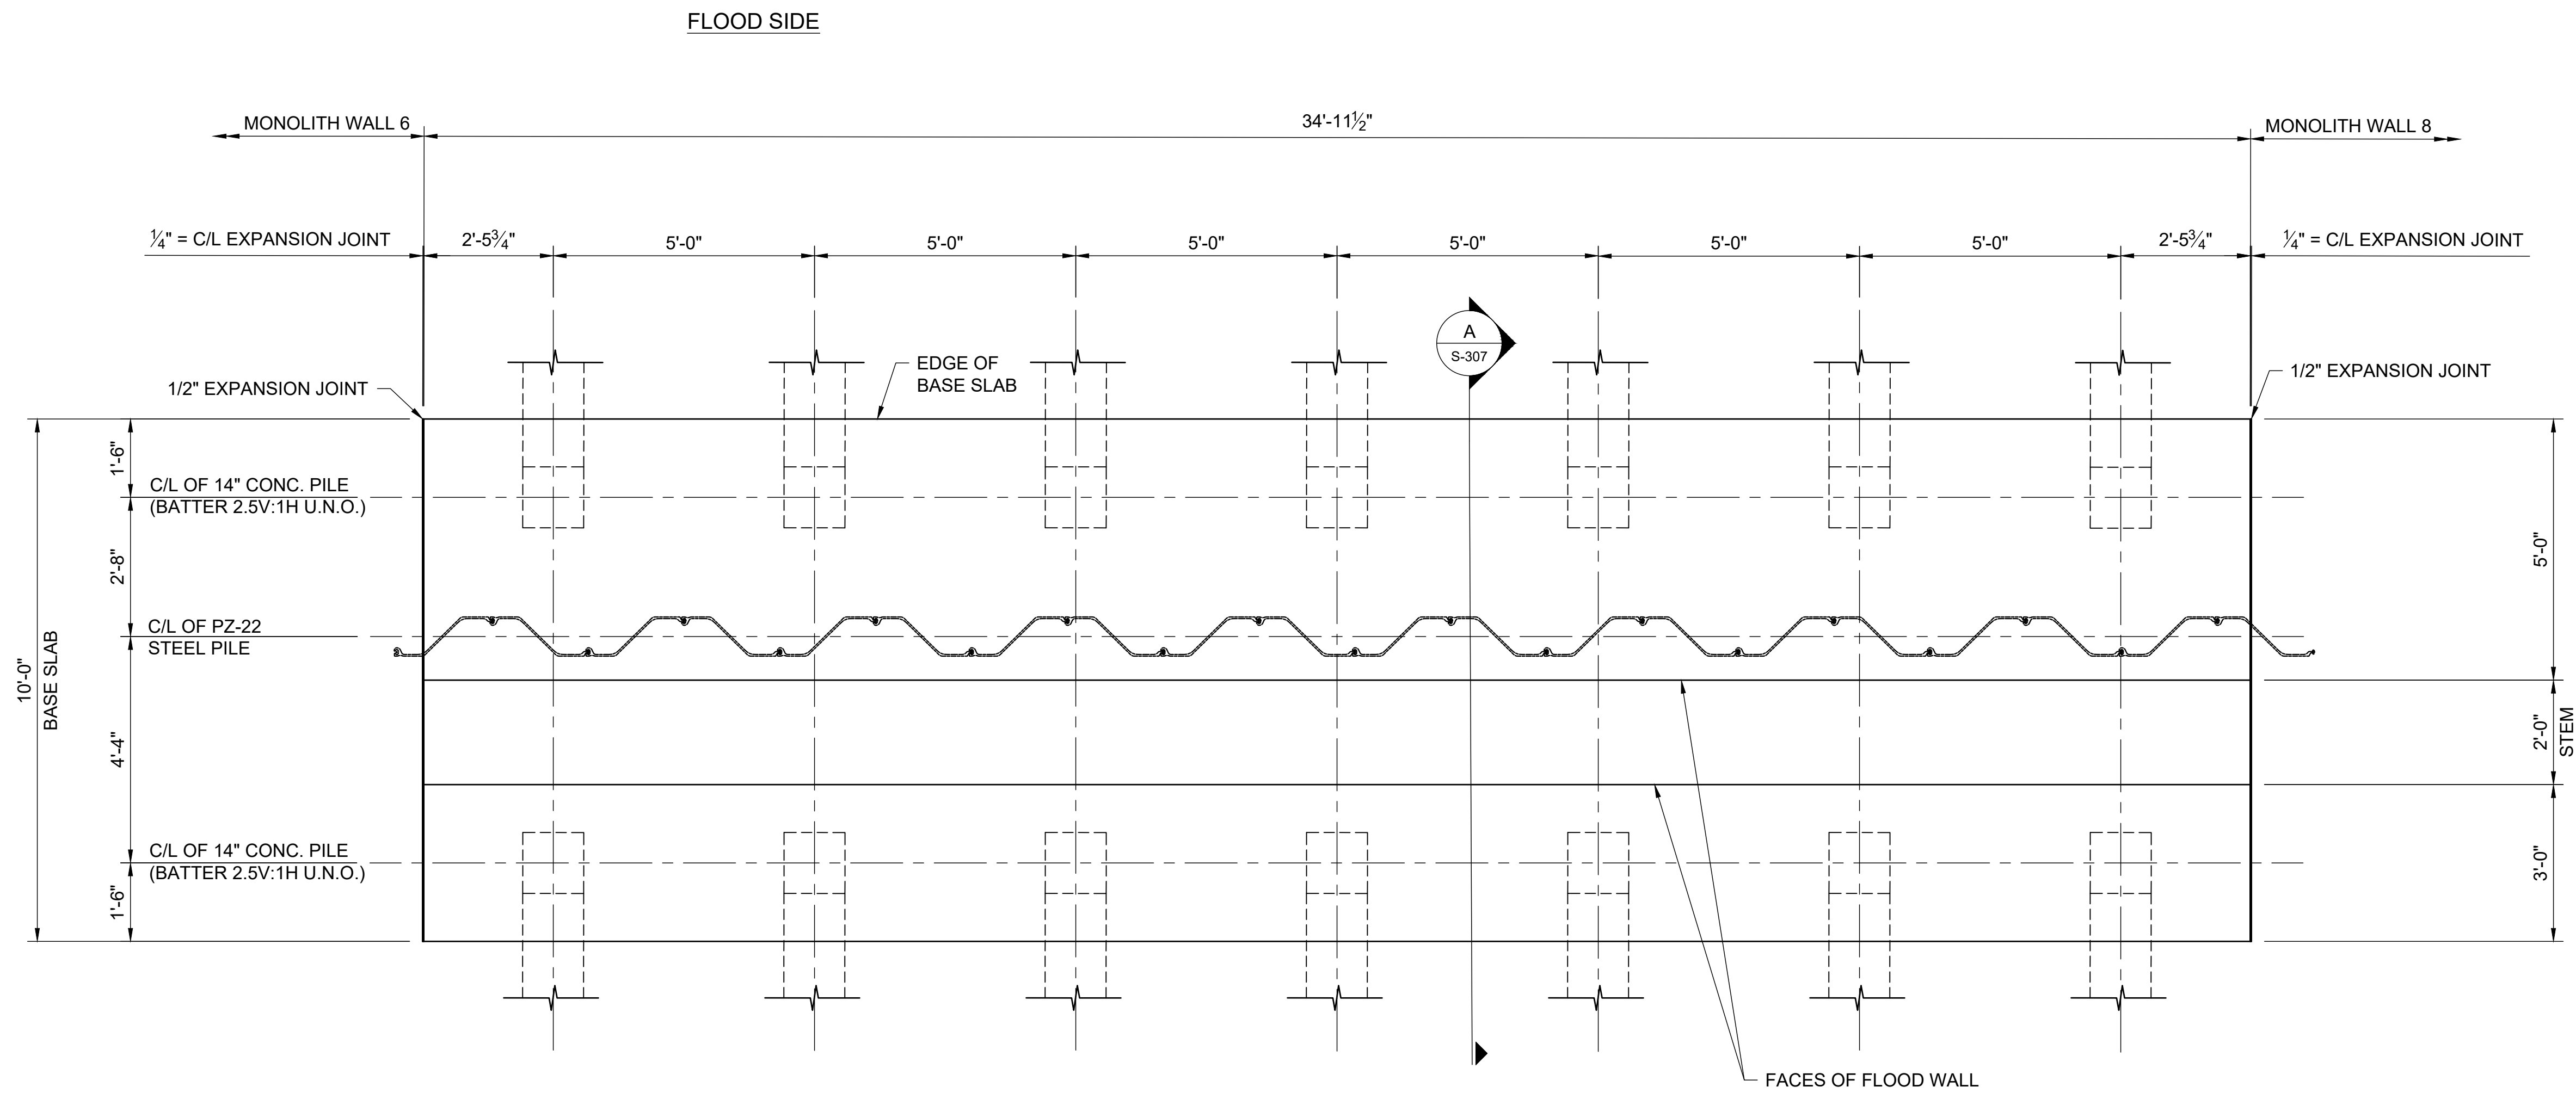 FLOOD SIDE
MONOLITH WALL 6
34'-11½"
MONOLITH WALL 8
¼" = C/L EXPANSION JOINT
2'-5¾"
5'-0"
5'-0"
5'-0"
5'-0"
5'-0"
5'-0"
2'-5¾"
¼" = C/L EXPANSION JOINT
A
S-307
EDGE OF
BASE SLAB
1/2" EXPANSION JOINT
1/2" EXPANSION JOINT
1'-6"
C/L OF 14" CONC. PILE
(BATTER 2.5V:1H U.N.O.)
2'-8"
5'-0"
C/L OF PZ-22
STEEL PILE
10'-0"
BASE SLAB
4'-4"
2'-0"
STEM
C/L OF 14" CONC. PILE
(BATTER 2.5V:1H U.N.O.)
1'-6"
3'-0"
FACES OF FLOOD WALL